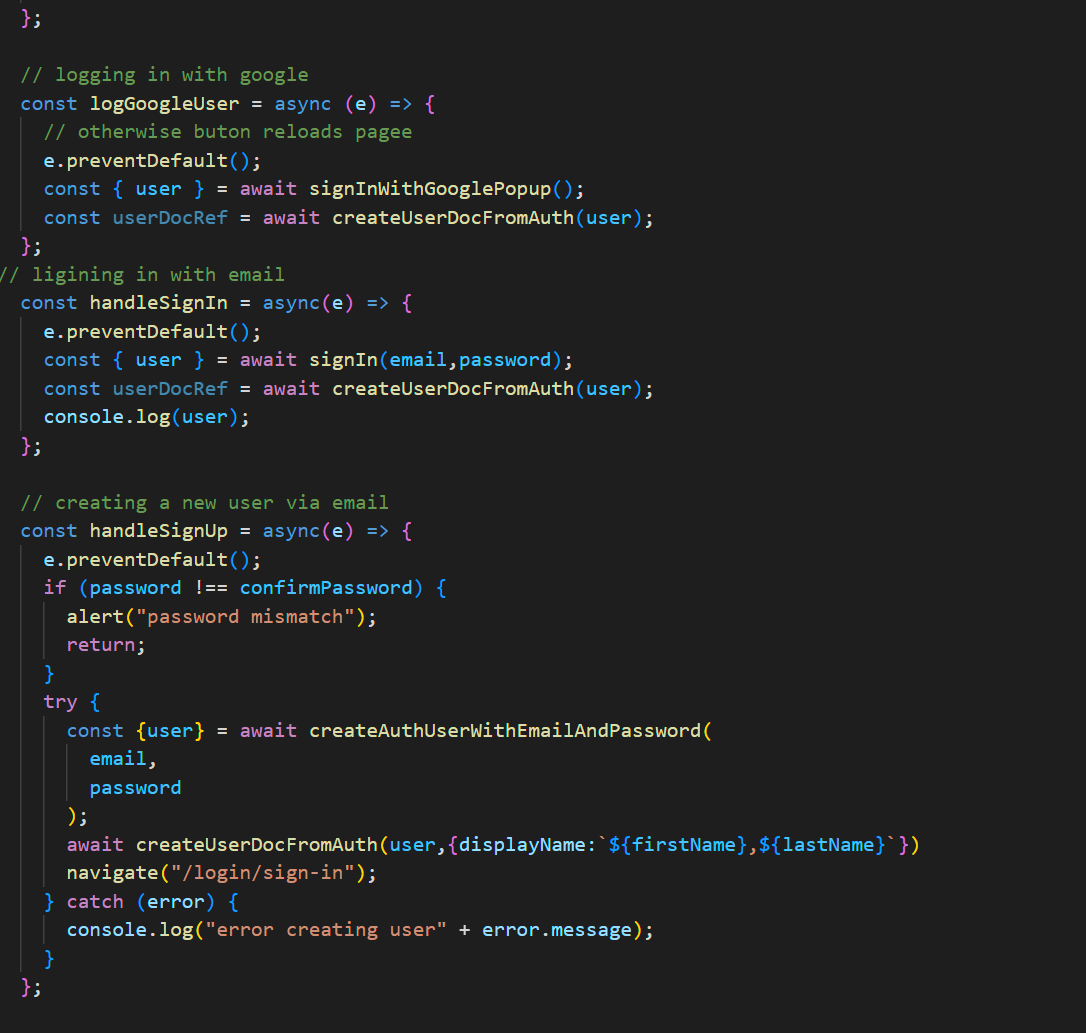 };
// logging in with google
const logGoogleUser = async (e) => {
// otherwise buton reloads pagee
e.preventDefault();
const { user } = await signInWithGooglePopup();
const userDocRef = await createUserDocFromAuth(user);
};
// ligining in with email
const handleSignIn = async(e) => {
e.preventDefault();
const { user } = await signIn(email,password);
const userDocRef = await createUserDocFromAuth(user);
console.log(user);
};
// creating a new user via email
const handleSignUp = async(e) => {
e.preventDefault();
if (password !== confirmPassword) {
alert("password mismatch");
return;
}
try {
const {user} = await createAuthUserWithEmailAndPassword(
email,
password
);
await createUserDocFromAuth(user,{displayName:`${firstName},${lastName}`})
navigate("/login/sign-in");
} catch (error) {
console.log("error creating user" + error.message);
}
};